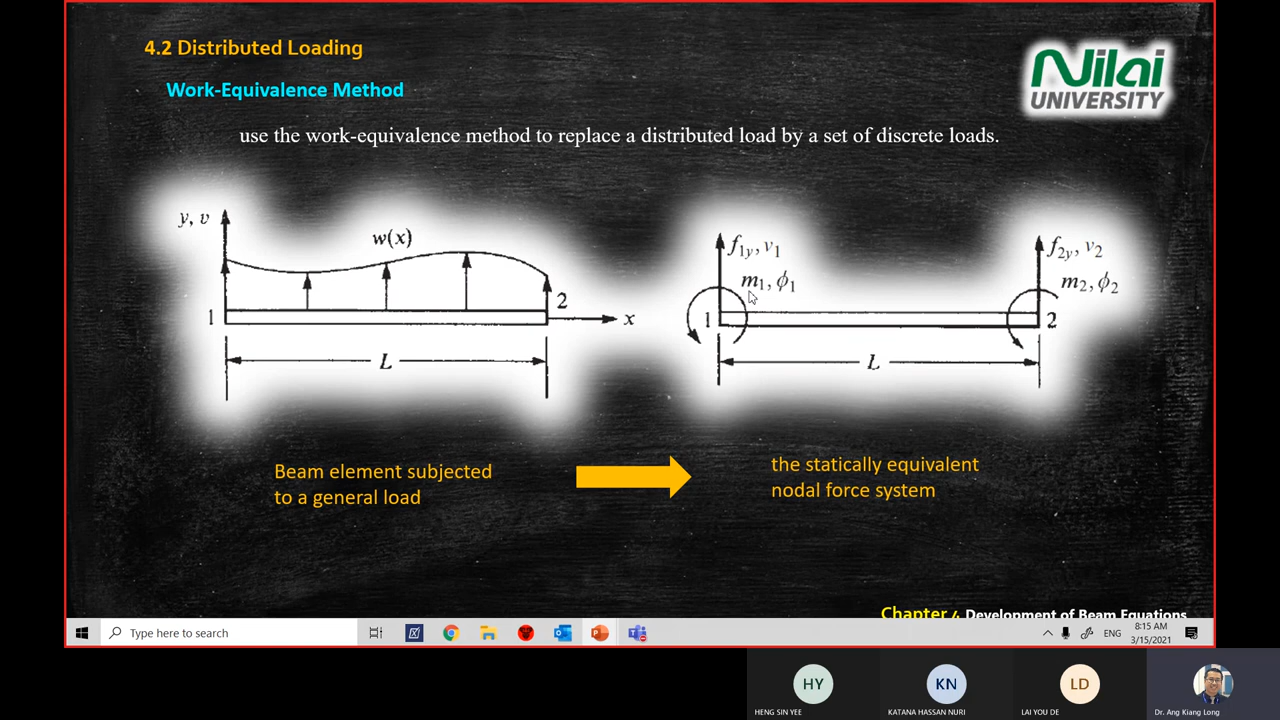 4.2 Distributed Loading
Nilai
UNIVERSITY
Work-Equivalence Method
use the work-equivalence method to replace a distributed load by a set of discrete loads.
y, v
w(x)
1
2
x
L
f1y, v1
m1, ϕ1
1
f2y, v2
m2, ϕ2
2
L
Beam element subjected
to a general load
the statically equivalent
nodal force system
Chapter 4 Development of Beam Equations
Type here to search
ENG
8:15 AM
3/15/2021
HY
KN
LD
HENG SIN YEE
KATANA HASSAN NURI
LAI YOU DE
Dr. Ang Kiang Long